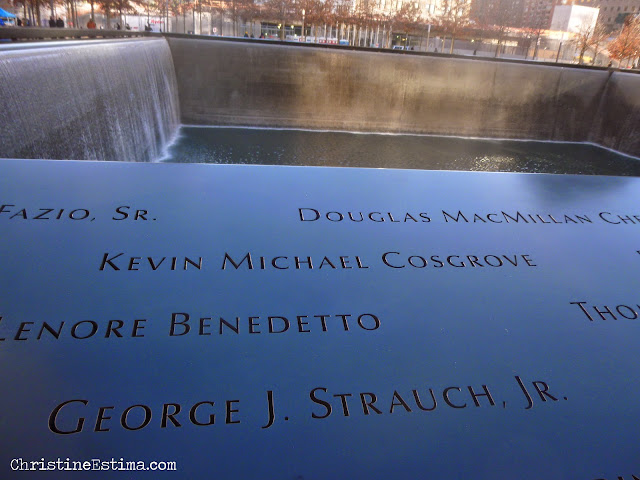 Fazio, Sr. Douglas MacMillan
Kevin Michael Cosgrove
Lenore Benedetto
George J. Strauch, Jr.
ChristineEstima.com